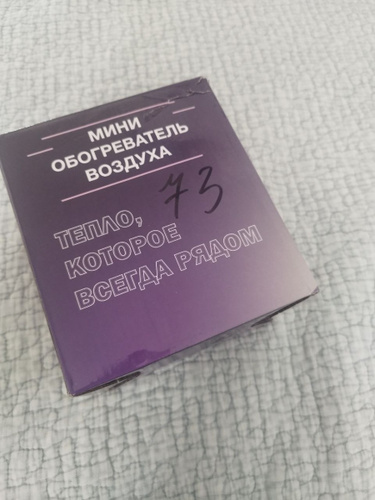 МИНИ
ОБОГРЕВАТЕЛЬ
ВОЗДУХА
73
ТЕПЛО,
КОТОРОЕ
ВСЕГДА РЯДОМ